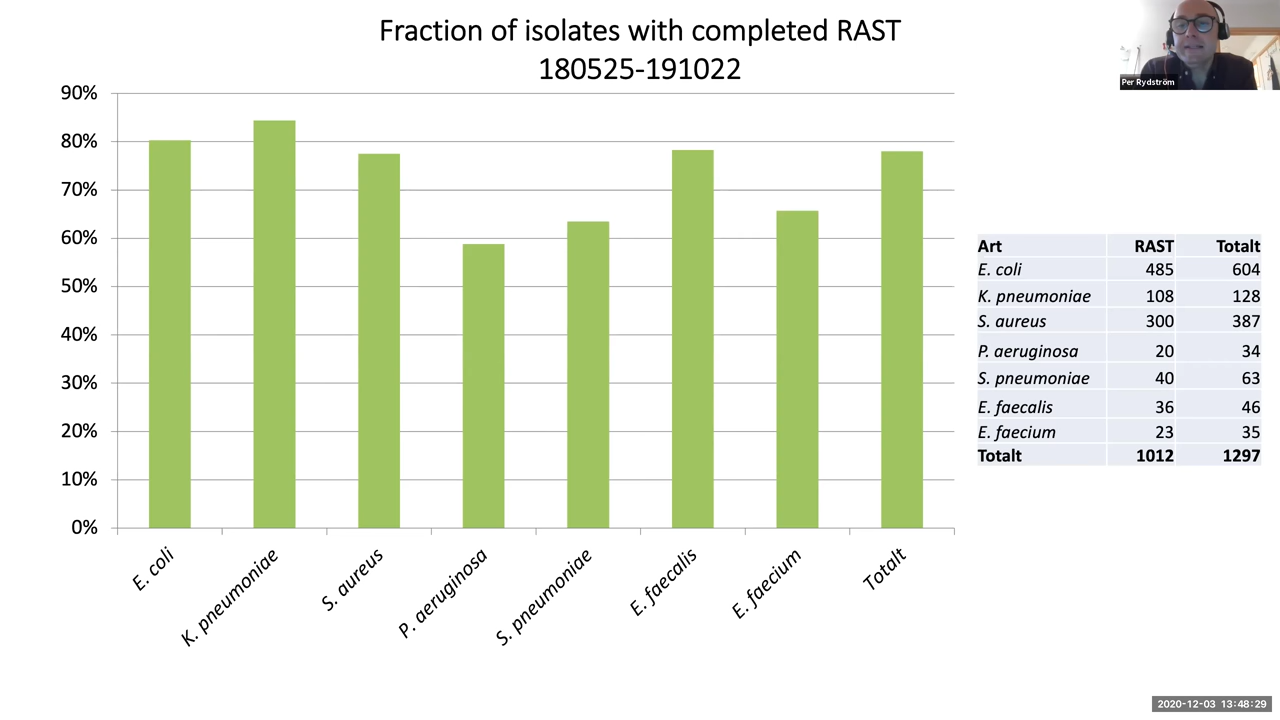 Fraction of isolates with completed RAST
180525-191022
Per Rydström
90%
80%
70%
60%
50%
40%
30%
20%
10%
0%
E. coli
K. pneumoniae
S. aureus
P. aeruginosa
S. pneumoniae
E. faecalis
E. faecium
Totalt
Art RAST Totalt
E. coli 485 604
K. pneumoniae 108 128
S. aureus 300 387
P. aeruginosa 20 34
S. pneumoniae 40 63
E. faecalis 36 46
E. faecium 23 35
Totalt 1012 1297
2020-12-03 13:48:29